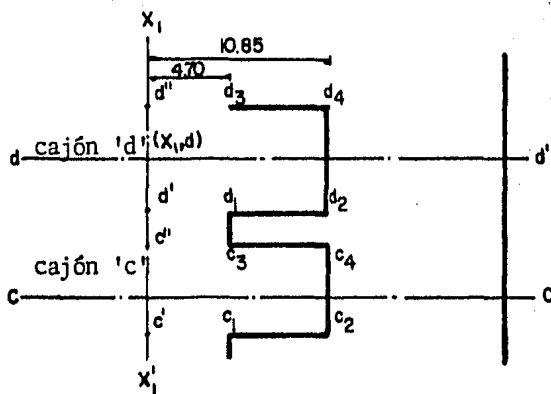 X₁
10.85
4.70
d" d₃ d₄
d cajón 'd' (X₁,d) d'
d' d₁ d₂
c" c₃ c₄
cajón 'c'
C C
c' c₁ c₂
X'₁